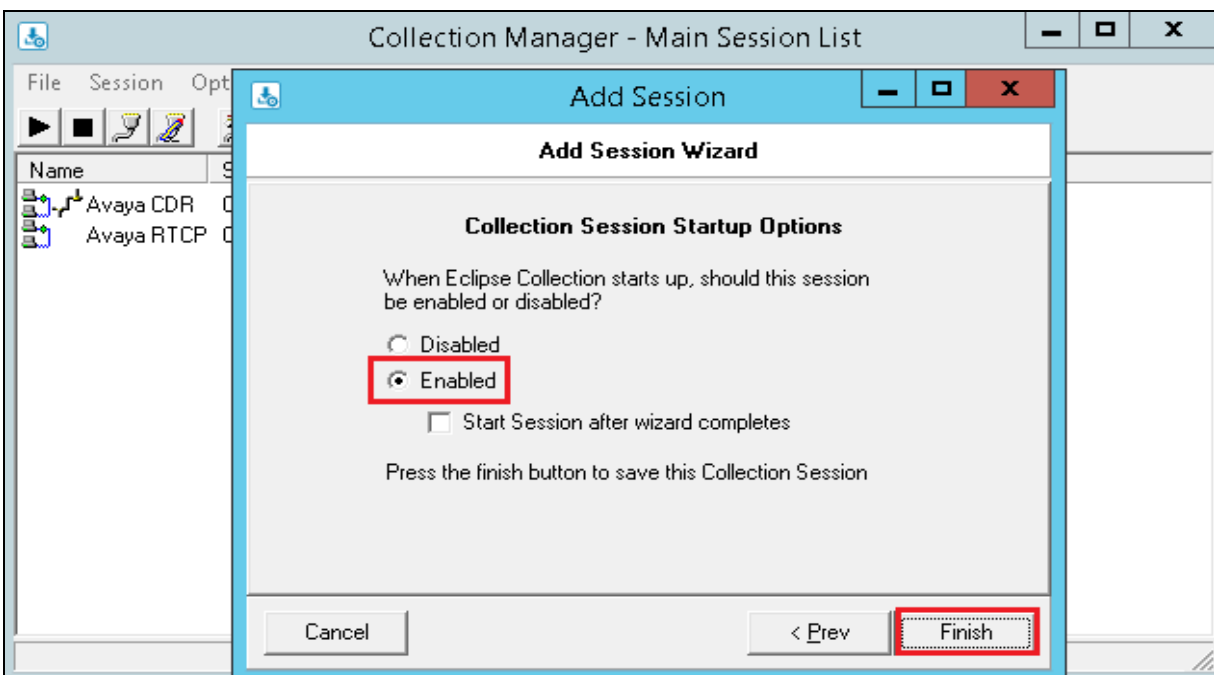 Collection Manager - Main Session List
File Session Opt
Add Session
Add Session Wizard
Name S
Avaya CDR
Avaya RTCP
Collection Session Startup Options
When Eclipse Collection starts up, should this session
be enabled or disabled?
Disabled
Enabled
Start Session after wizard completes
Press the finish button to save this Collection Session
Cancel
< Prev
Finish